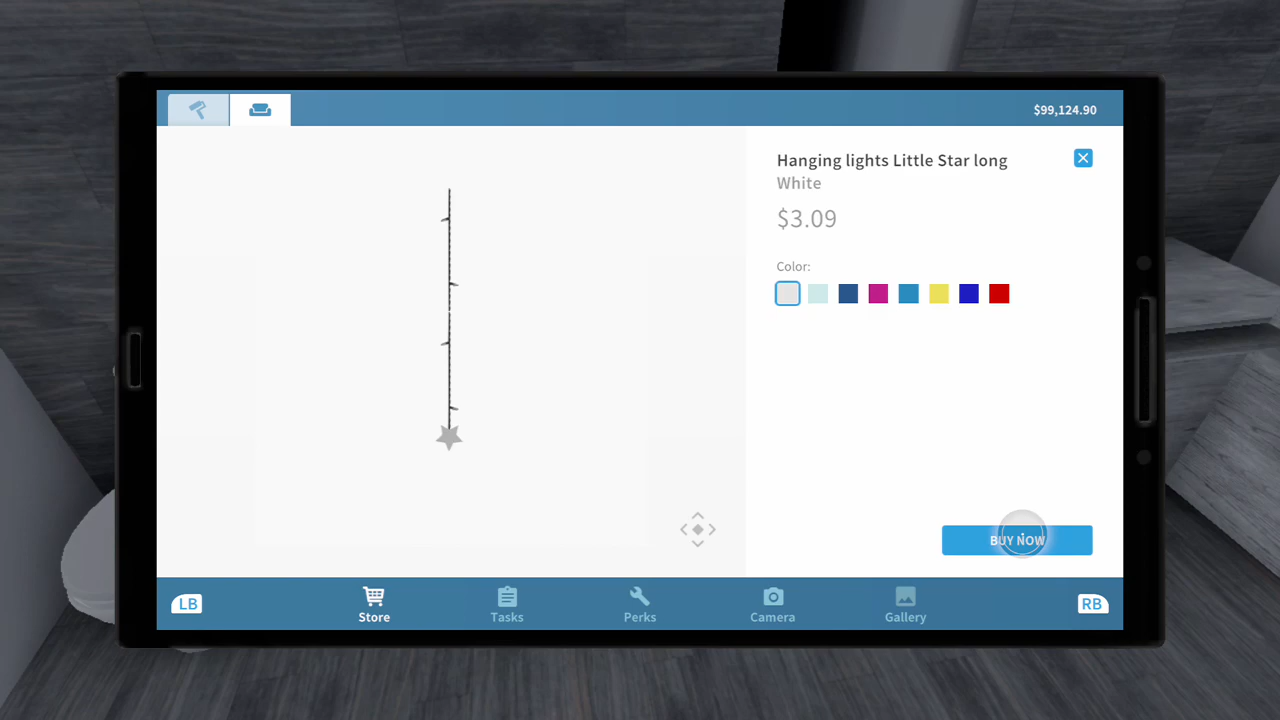 $99,124.90
Hanging lights Little Star long
White
$3.09
Color:
BUY NOW
LB
Store
Tasks
Perks
Camera
Gallery
RB